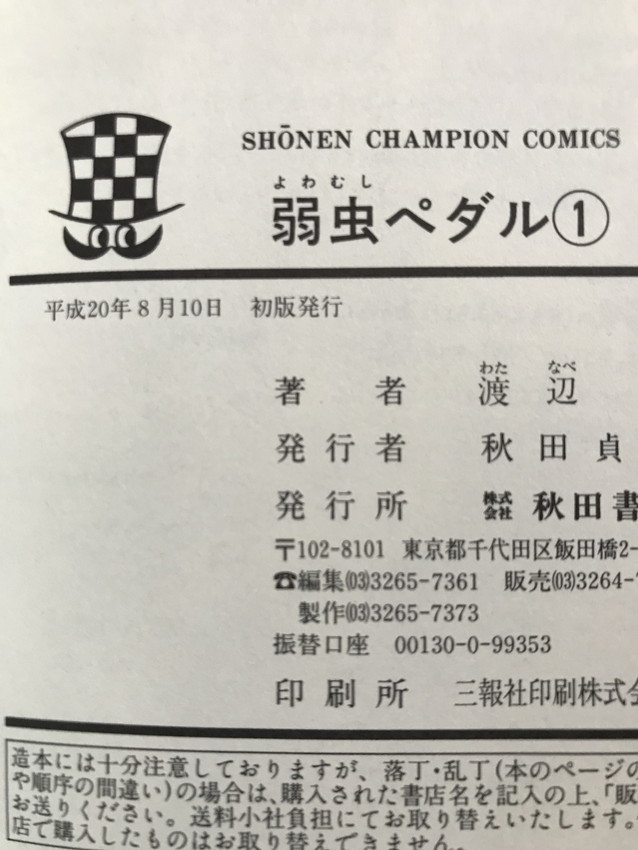 SHŌNEN CHAMPION COMICS
よわむし
弱虫ペダル①
平成20年8月10日 初版発行
わた なべ
著者 渡辺
発行者 秋田貞
発行所 株式会社 秋田書
〒102-8101 東京都千代田区飯田橋2-
☎編集(03)3265-7361 販売(03)3264-7
製作(03)3265-7373
振替口座 00130-0-99353
印刷所 三報社印刷株式会
造本には十分注意しておりますが、落丁・乱丁(本のページの
や順序の間違い)の場合は、購入された書店名を記入の上、「販
お送りください。送料小社負担にてお取り替えいたします。
店で購入したものはお取り替えできません。